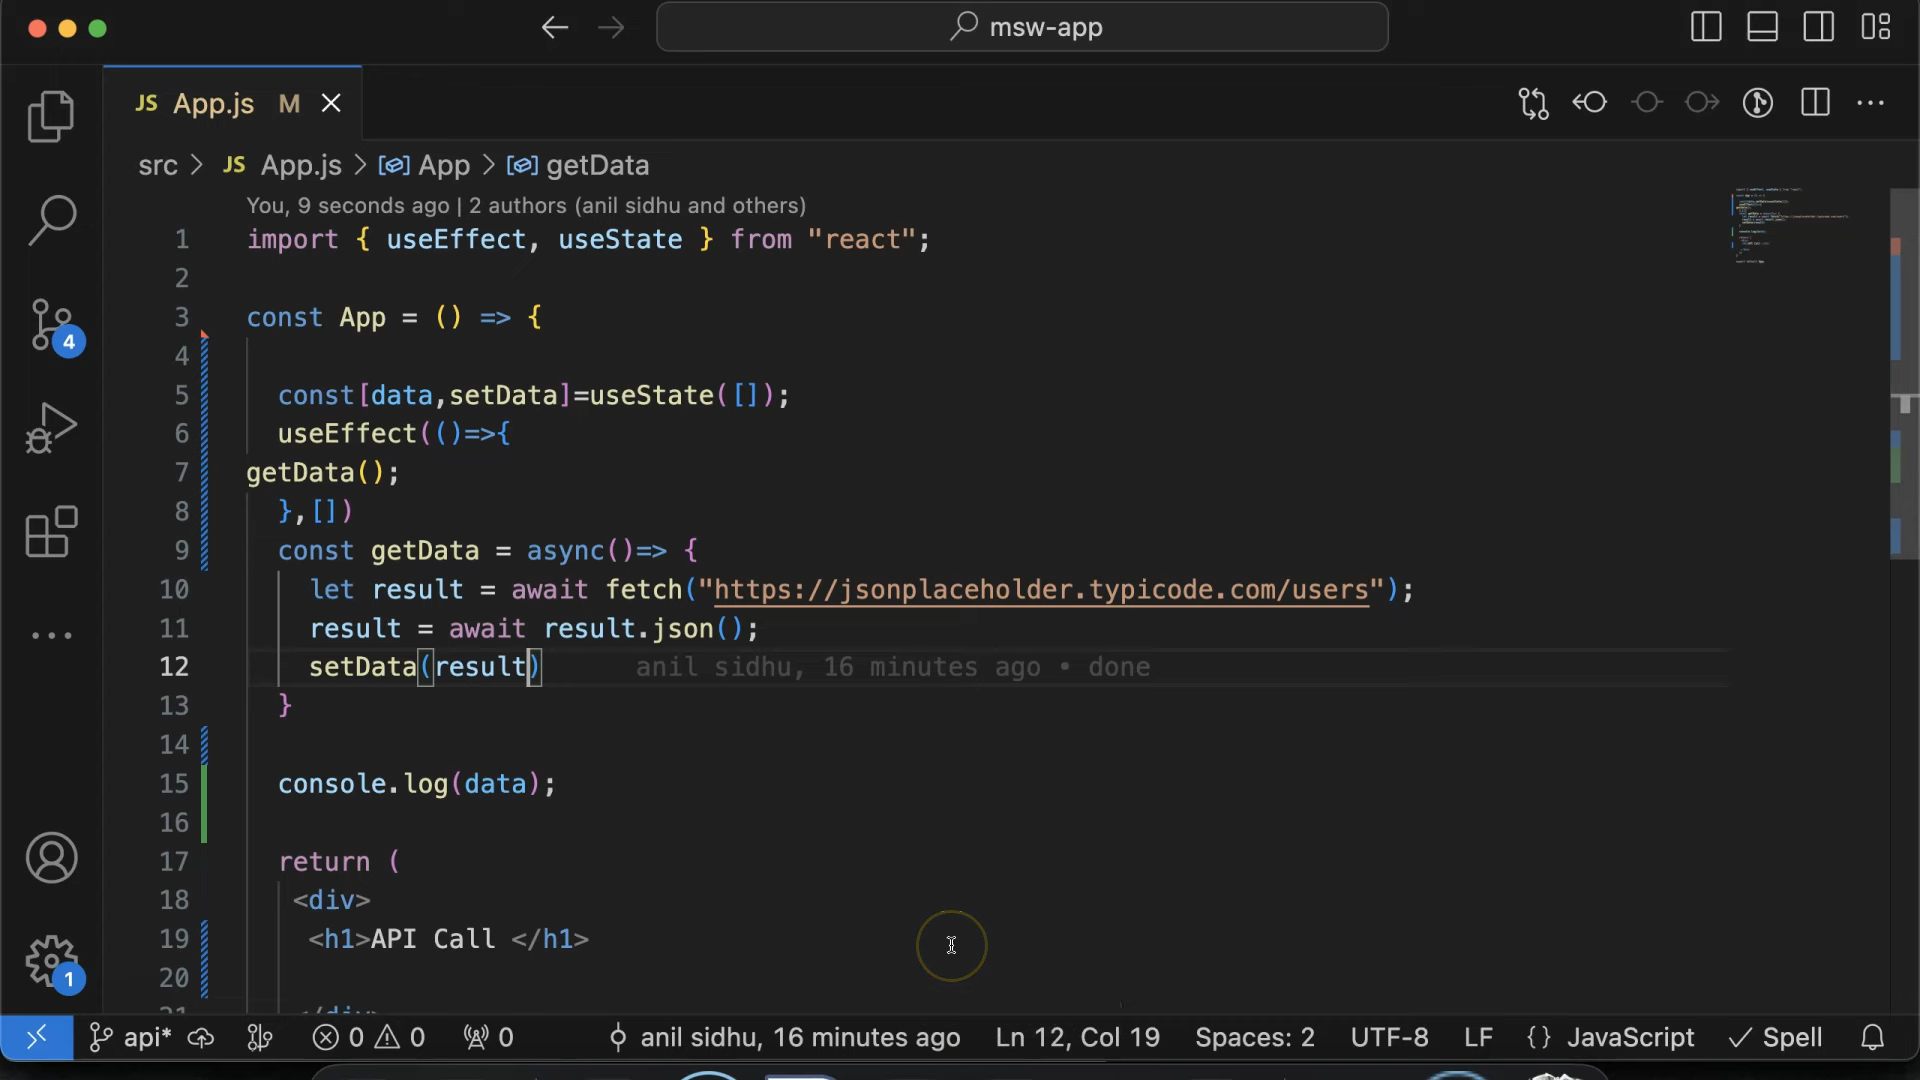 msw-app
JS App.js M
src > JS App.js > App > getData
You, 9 seconds ago | 2 authors (anil sidhu and others)
1 import { useEffect, useState } from "react";
2
3 const App = () => {
4
5 const[data,setData]=useState([]);
6 useEffect(()=>{
7 getData();
8 },[])
9 const getData = async()=> {
10 let result = await fetch("https://jsonplaceholder.typicode.com/users");
11 result = await result.json();
12 setData(result) anil sidhu, 16 minutes ago • done
13 }
14
15 console.log(data);
16
17 return (
18 <div>
19 <h1>API Call </h1>
20
4
1
api* 0 0 0 anil sidhu, 16 minutes ago Ln 12, Col 19 Spaces: 2 UTF-8 LF {} JavaScript Spell